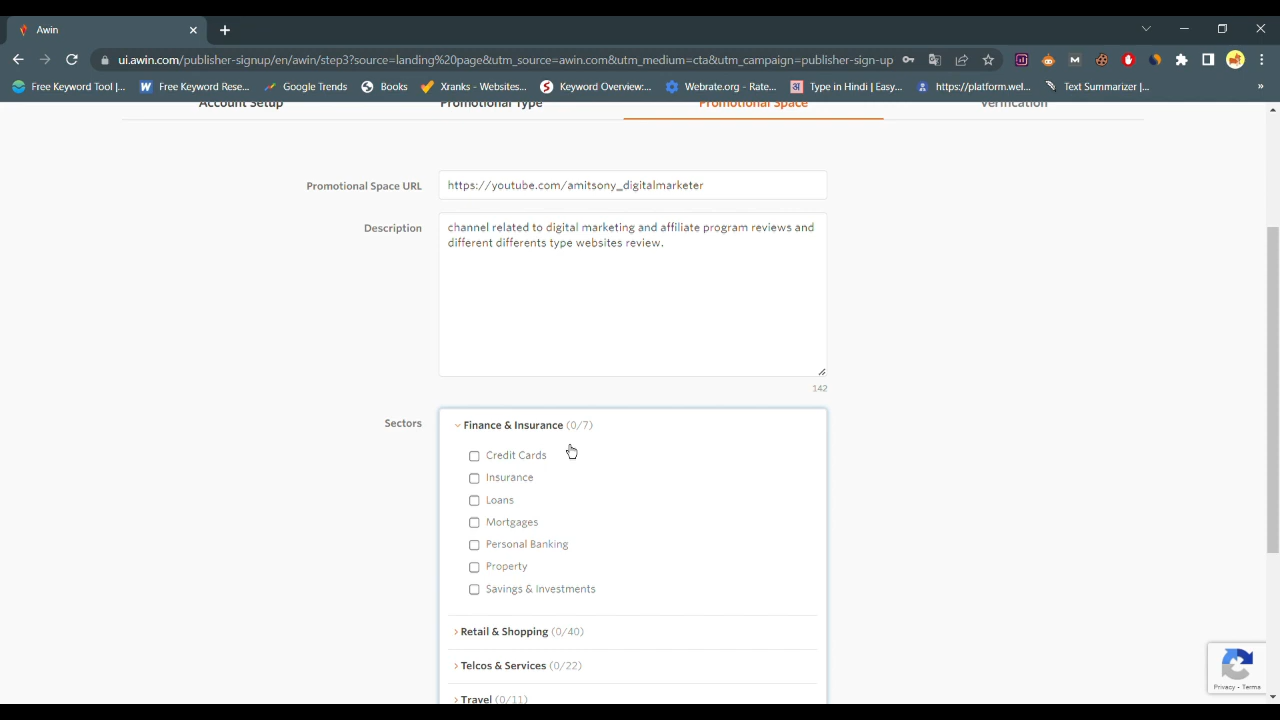 Awin
ui.awin.com/publisher-signup/en/awin/step3?source=landing%20page&utm_source=awin.com&utm_medium=cta&utm_campaign=publisher-sign-up
Free Keyword Tool |... Free Keyword Rese... Google Trends Books Xranks - Websites... Keyword Overview:... Webrate.org - Rate... Type in Hindi | Easy... https://platform.wel... Text Summarizer |... »
Account Setup Promotional Type Promotional Space Verification
Promotional Space URL https://youtube.com/amitsony_digitalmarketer
Description channel related to digital marketing and affiliate program reviews and
different differents type websites review.
142
Sectors Finance & Insurance (0/7)
Credit Cards
Insurance
Loans
Mortgages
Personal Banking
Property
Savings & Investments
Retail & Shopping (0/40)
Telcos & Services (0/22)
Travel (0/11)
Privacy - Terms